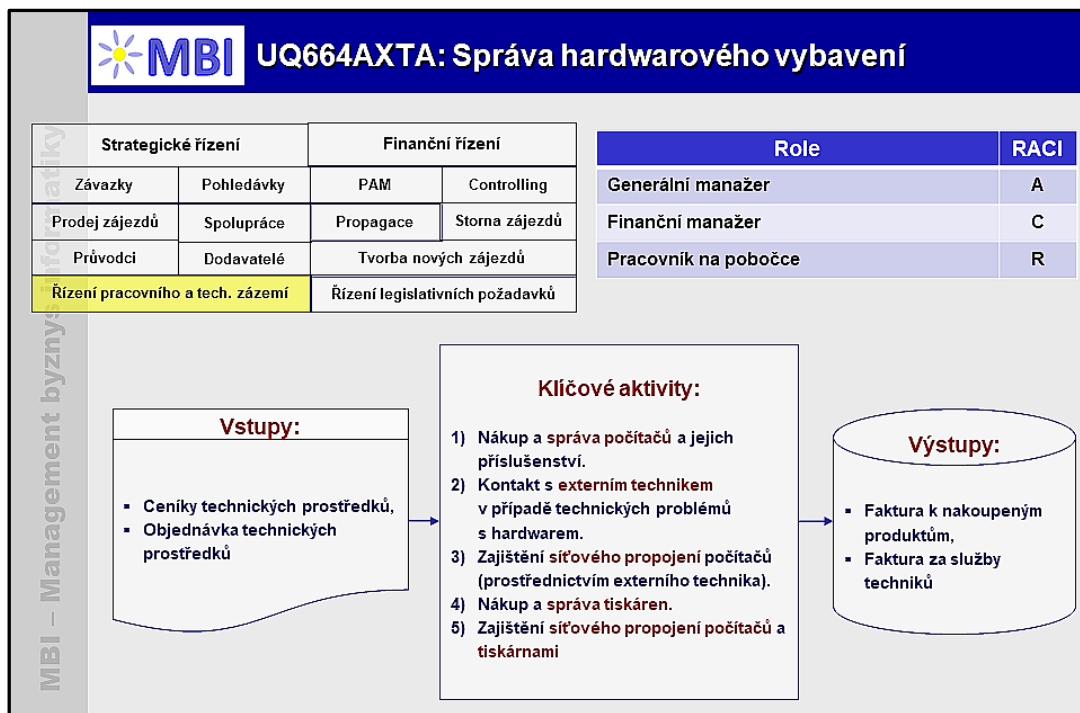 MBI
UQ664AXTA: Správa hardwarového vybavení
MBI – Management byznys informatiky
Strategické řízení
Finanční řízení
Závazky
Pohledávky
PAM
Controlling
Prodej zájezdů
Spolupráce
Propagace
Storna zájezdů
Průvodci
Dodavatelé
Tvorba nových zájezdů
Řízení pracovního a tech. zázemí
Řízení legislativních požadavků
Role RACI
Generální manažer A
Finanční manažer C
Pracovník na pobočce R
Vstupy:
▪ Ceníky technických prostředků,
▪ Objednávka technických
prostředků
Klíčové aktivity:
1) Nákup a správa počítačů a jejich
příslušenství.
2) Kontakt s externím technikem
v případě technických problémů
s hardwarem.
3) Zajištění síťového propojení počítačů
(prostřednictvím externího technika).
4) Nákup a správa tiskáren.
5) Zajištění síťového propojení počítačů a
tiskárnami
Výstupy:
▪ Faktura k nakoupeným
produktům,
▪ Faktura za služby
techniků